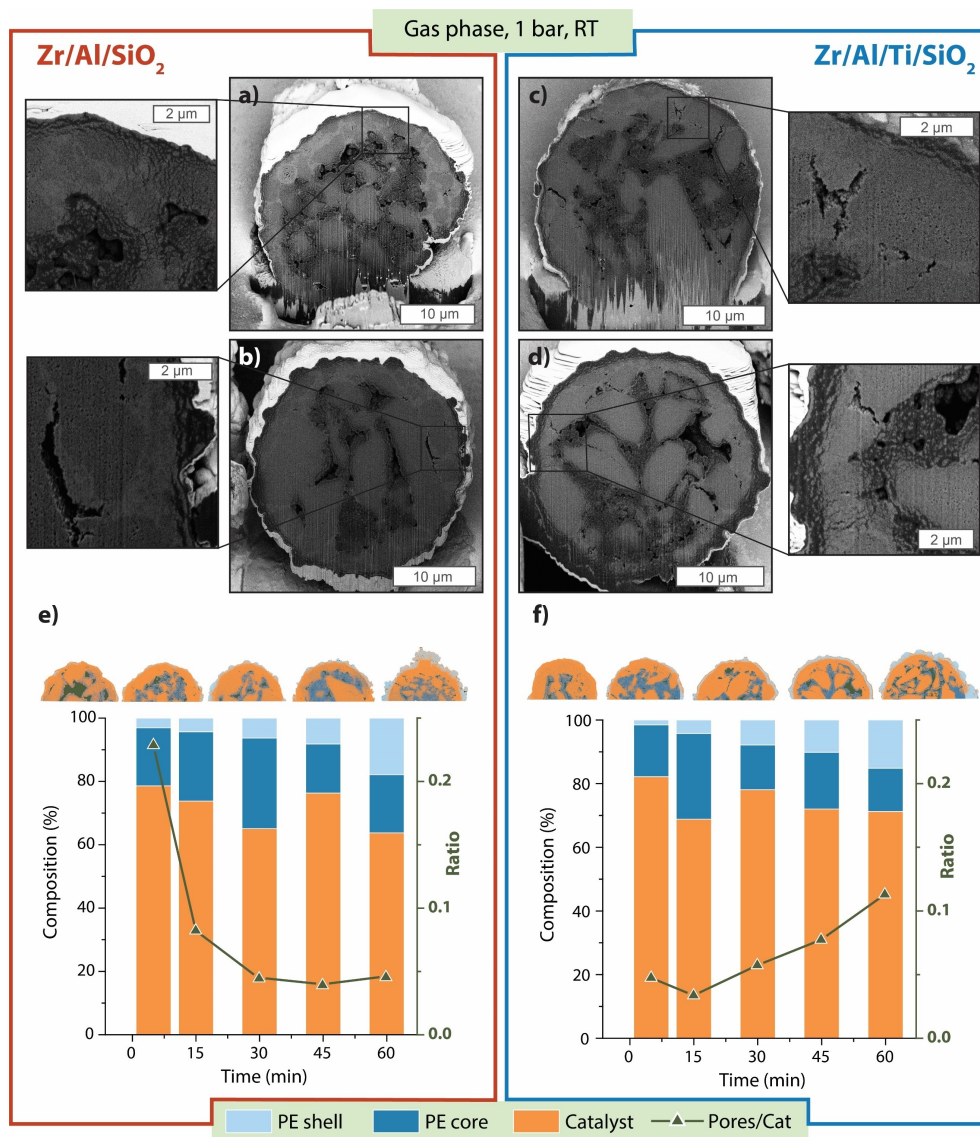 Gas phase, 1 bar, RT
Zr/Al/SiO₂
Zr/Al/Ti/SiO₂
a)
2 µm
10 µm
b)
2 µm
10 µm
c)
2 µm
10 µm
d)
2 µm
10 µm
e)
100
80
60
40
20
0
Composition (%)
0.2
0.1
0.0
Ratio
0 15 30 45 60
Time (min)
f)
100
80
60
40
20
0
Composition (%)
0.2
0.1
0.0
Ratio
0 15 30 45 60
Time (min)
PE shell PE core Catalyst Pores/Cat